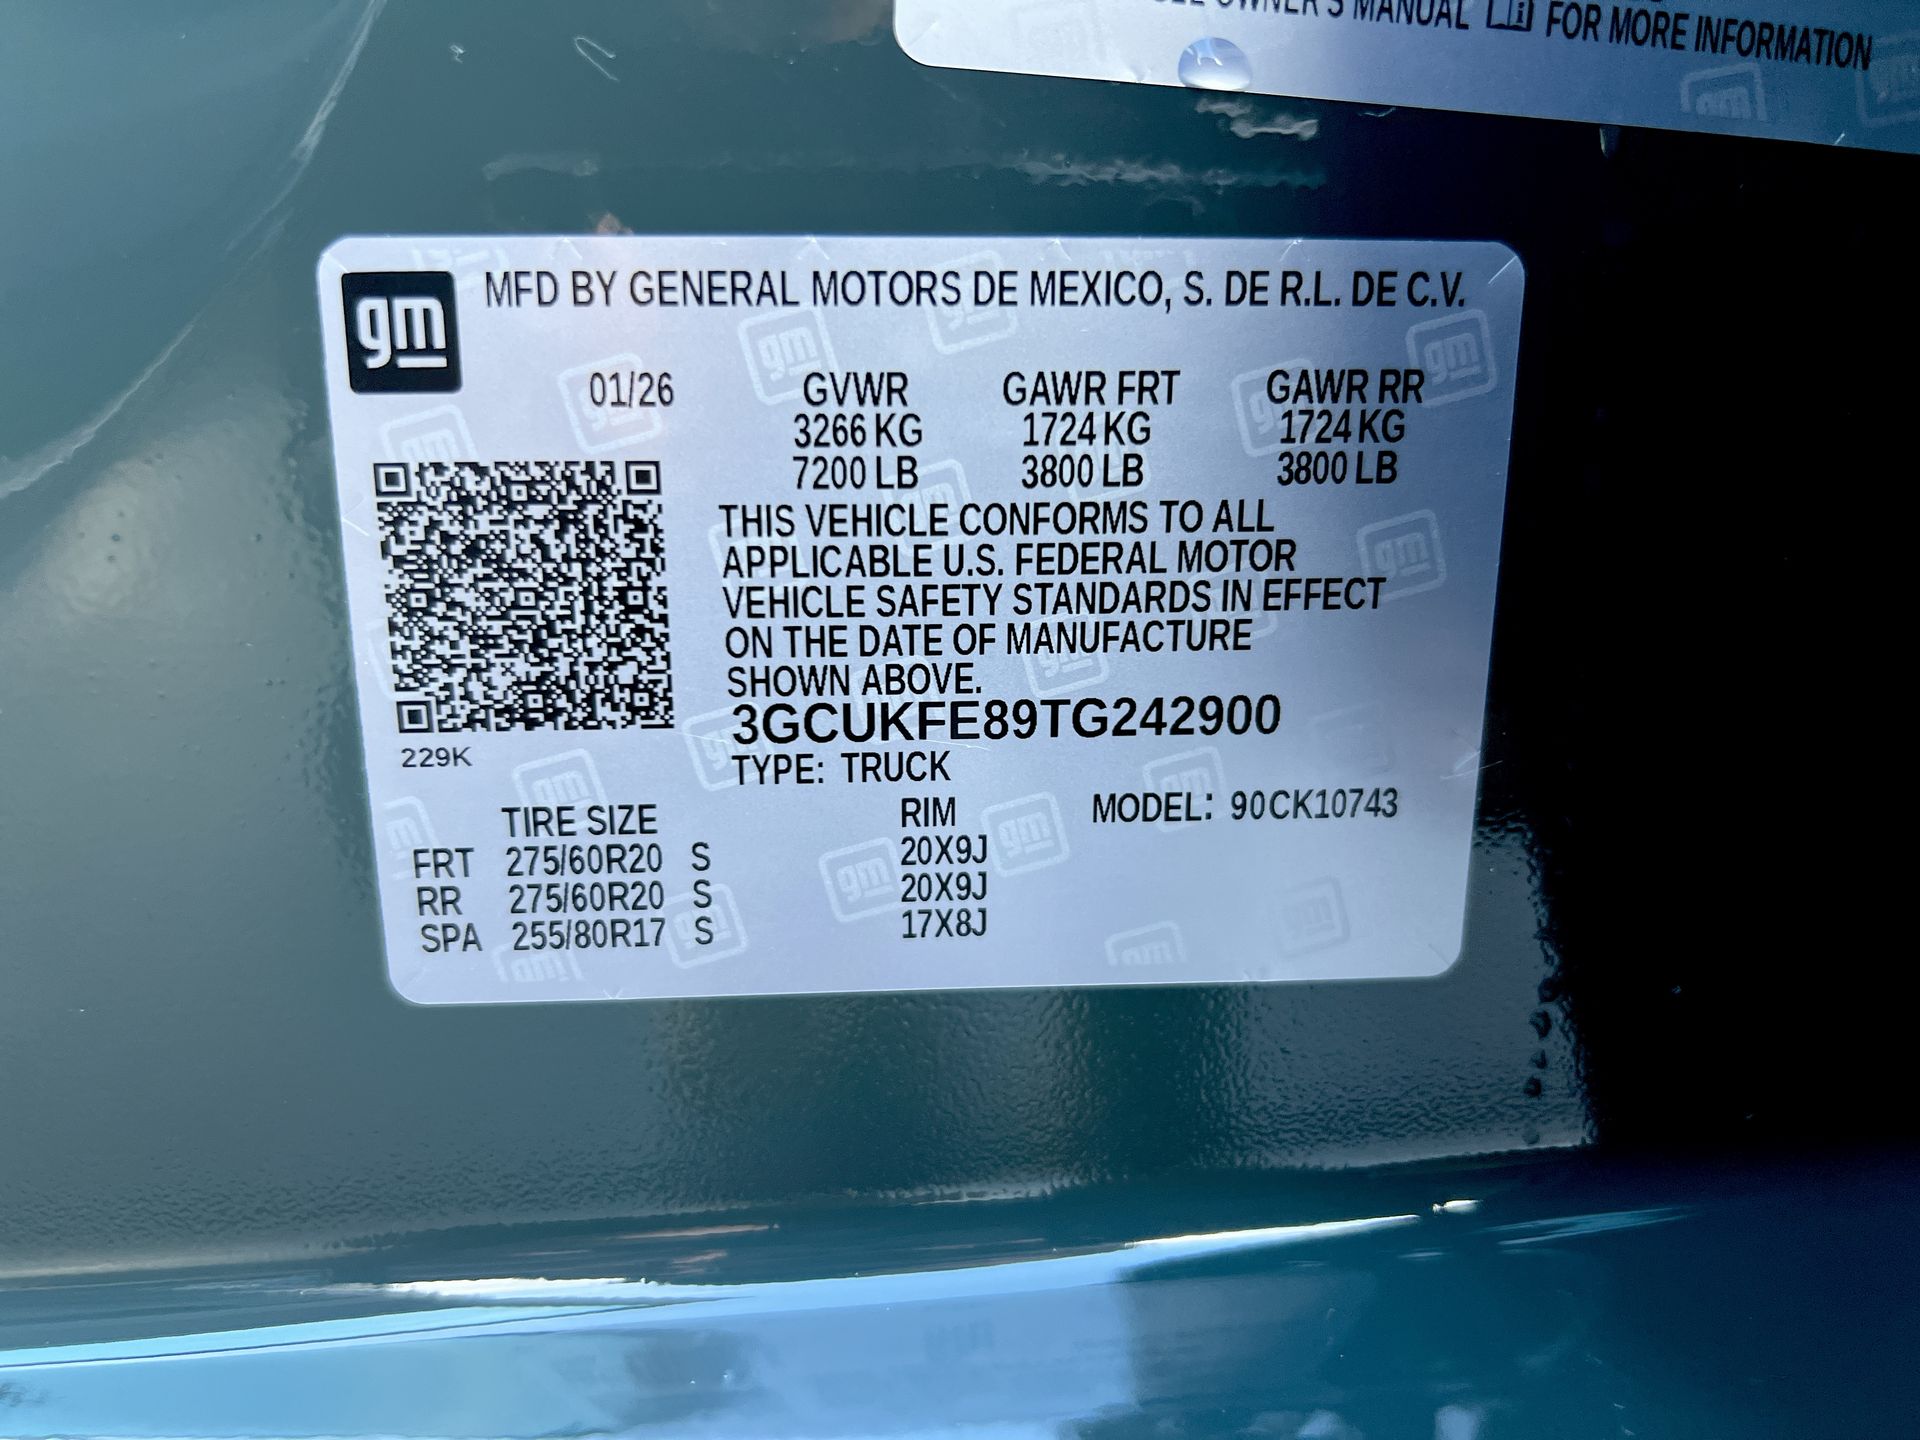 OWNER'S MANUAL FOR MORE INFORMATION
gm
MFD BY GENERAL MOTORS DE MEXICO, S. DE R.L. DE C.V.
01/26 GVWR GAWR FRT GAWR RR
3266 KG 1724 KG 1724 KG
7200 LB 3800 LB 3800 LB
THIS VEHICLE CONFORMS TO ALL
APPLICABLE U.S. FEDERAL MOTOR
VEHICLE SAFETY STANDARDS IN EFFECT
ON THE DATE OF MANUFACTURE
SHOWN ABOVE.
3GCUKFE89TG242900
229K
TYPE: TRUCK
TIRE SIZE RIM MODEL: 90CK10743
FRT 275/60R20 S 20X9J
RR 275/60R20 S 20X9J
SPA 255/80R17 S 17X8J